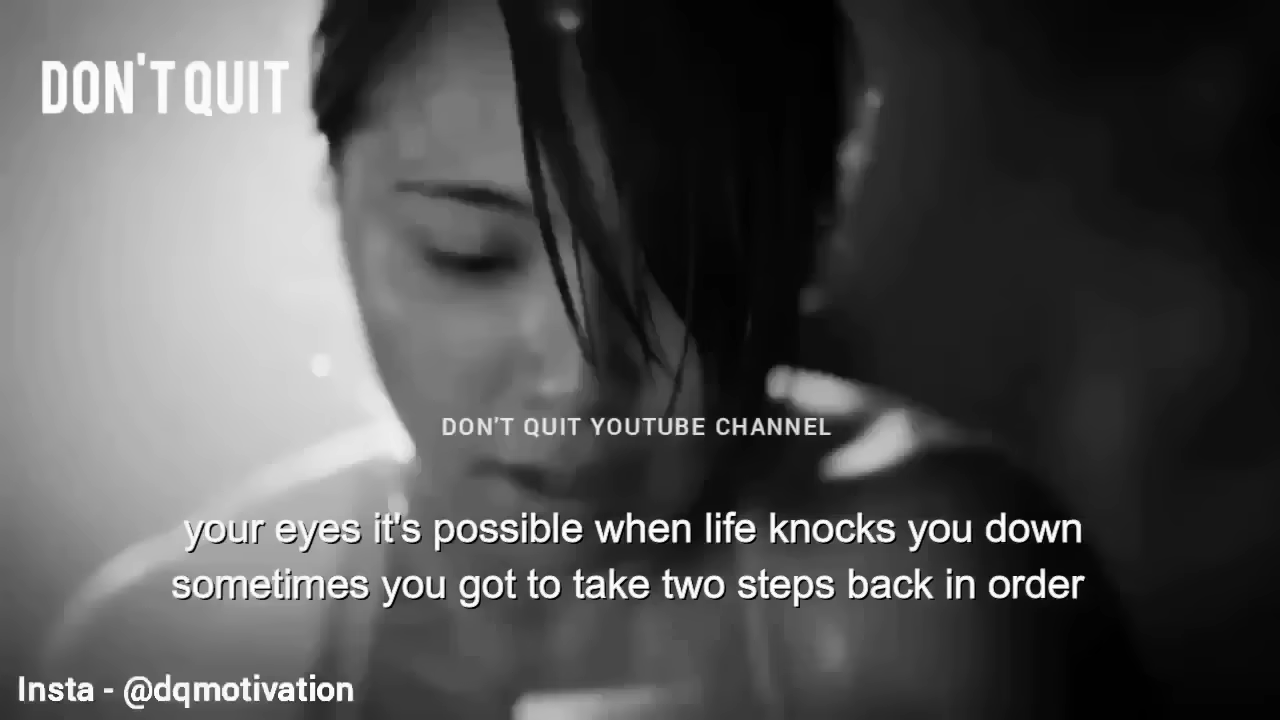 DON'T QUIT
DON'T QUIT YOUTUBE CHANNEL
your eyes it's possible when life knocks you down
sometimes you got to take two steps back in order
Insta - @dqmotivation